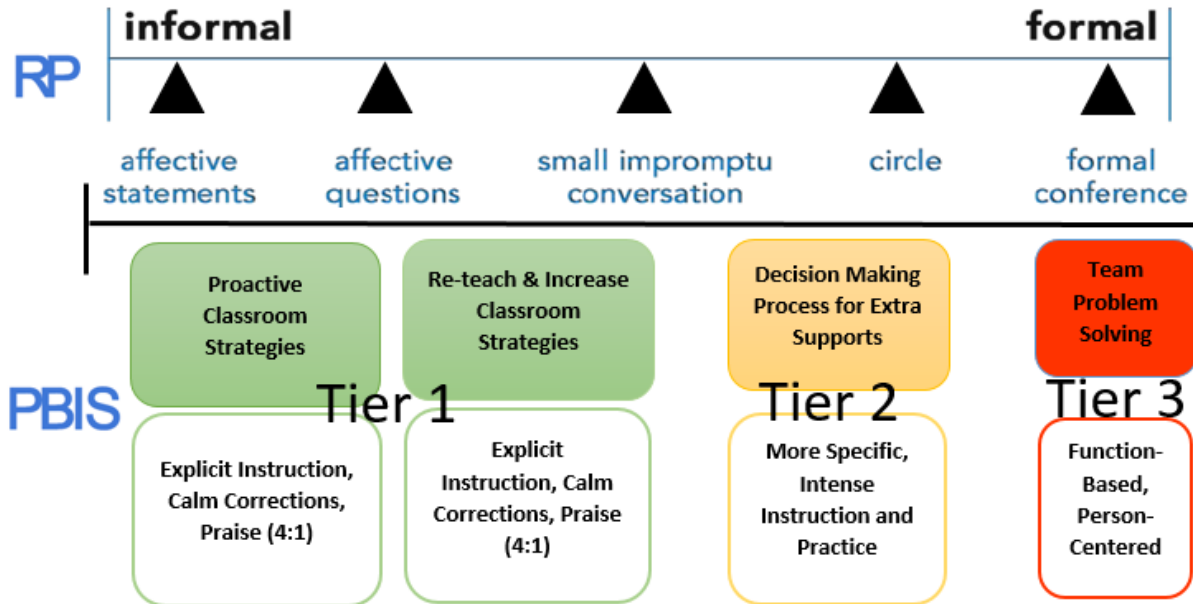 informal
formal
RP
affective
statements
affective
questions
small impromptu
conversation
circle
formal
conference
Proactive
Classroom
Strategies
Re-teach & Increase
Classroom
Strategies
Decision Making
Process for Extra
Supports
Team
Problem
Solving
PBIS
Tier 1
Tier 2
Tier 3
Explicit Instruction,
Calm Corrections,
Praise (4:1)
Explicit
Instruction, Calm
Corrections, Praise
(4:1)
More Specific,
Intense
Instruction and
Practice
Function-
Based,
Person-
Centered